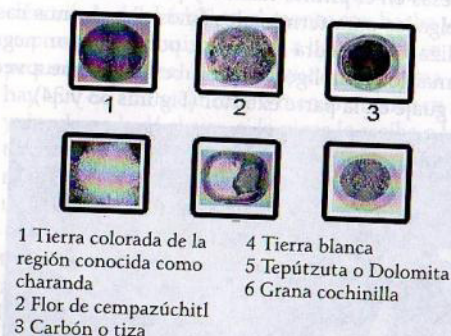 1 2 3
1 Tierra colorada de la
región conocida como
charanda
2 Flor de cempazúchitl
3 Carbón o tiza
4 Tierra blanca
5 Tepútzuta o Dolomita
6 Grana cochinilla